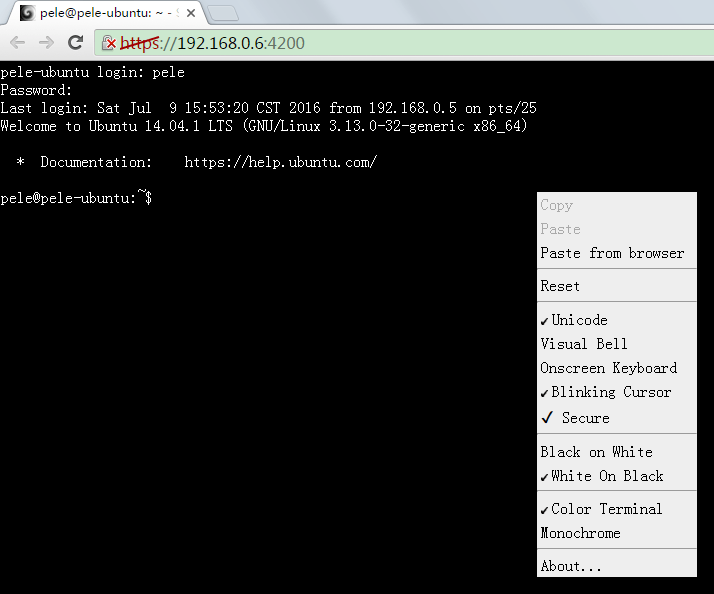 pele@pele-ubuntu: ~ - S
https://192.168.0.6:4200
pele-ubuntu login: pele
Password:
Last login: Sat Jul  9 15:53:20 CST 2016 from 192.168.0.5 on pts/25
Welcome to Ubuntu 14.04.1 LTS (GNU/Linux 3.13.0-32-generic x86_64)
* Documentation:    https://help.ubuntu.com/
pele@pele-ubuntu:~$
Copy
Paste
Paste from browser
Reset
✔Unicode
Visual Bell
Onscreen Keyboard
✔Blinking Cursor
✔ Secure
Black on White
✔White On Black
✔Color Terminal
Monochrome
About...